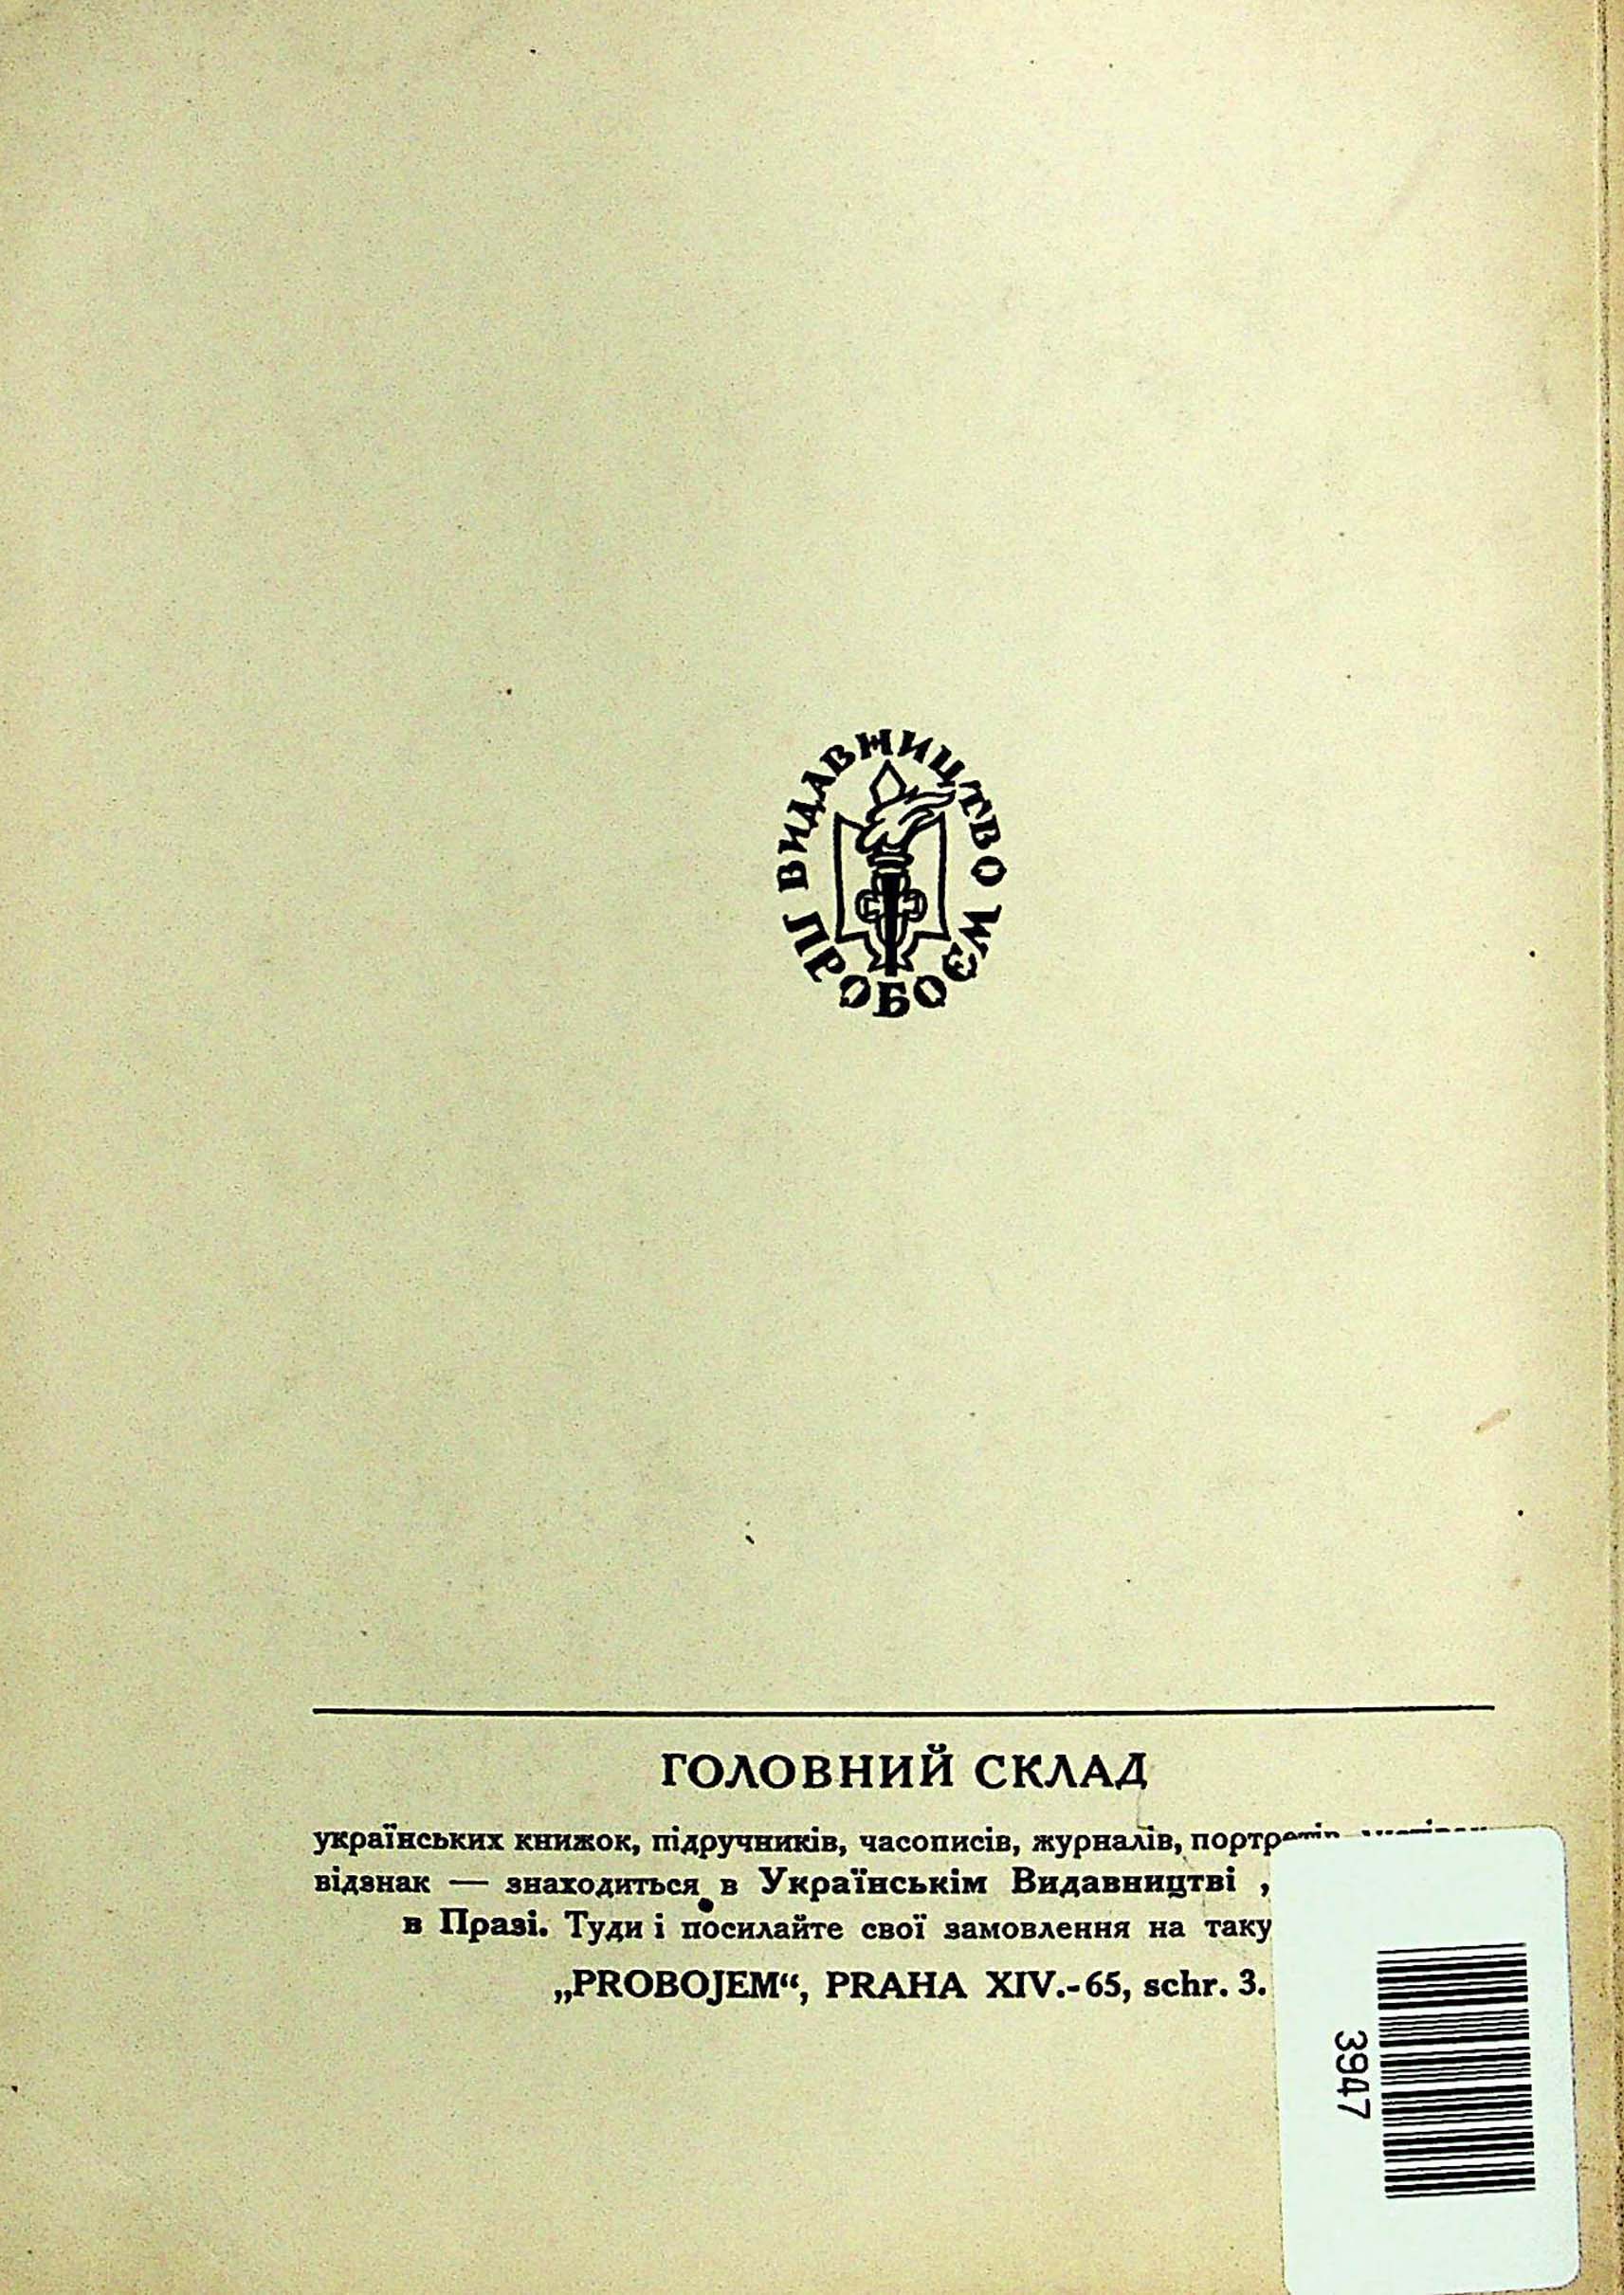 ВИДАВНИЦТВО
ПРОБОЄМ
ГОЛОВНИЙ СКЛАД
українських книжок, підручників, часописів, журналів,
відзнак — знаходиться в Українськім Видавництві
в Празі. Туди і посилайте свої замовлення на таку
„PROBOJEM“, PRAHA XIV.-65, schr. 3.
3947